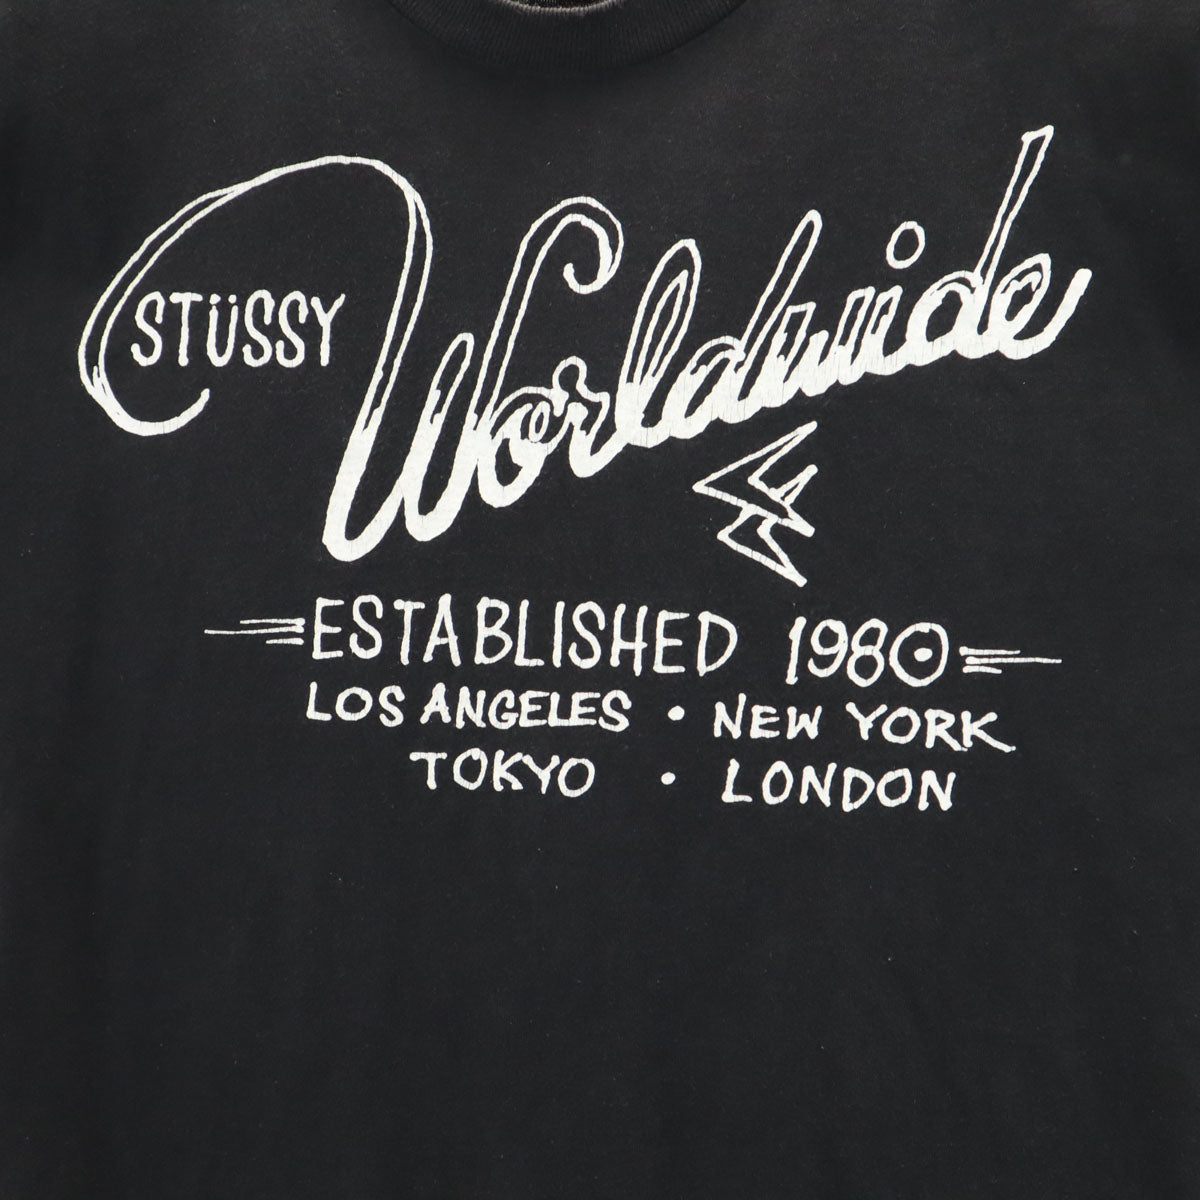 STÜSSY
Worldwide
ESTABLISHED 1980
LOS ANGELES • NEW YORK
TOKYO • LONDON